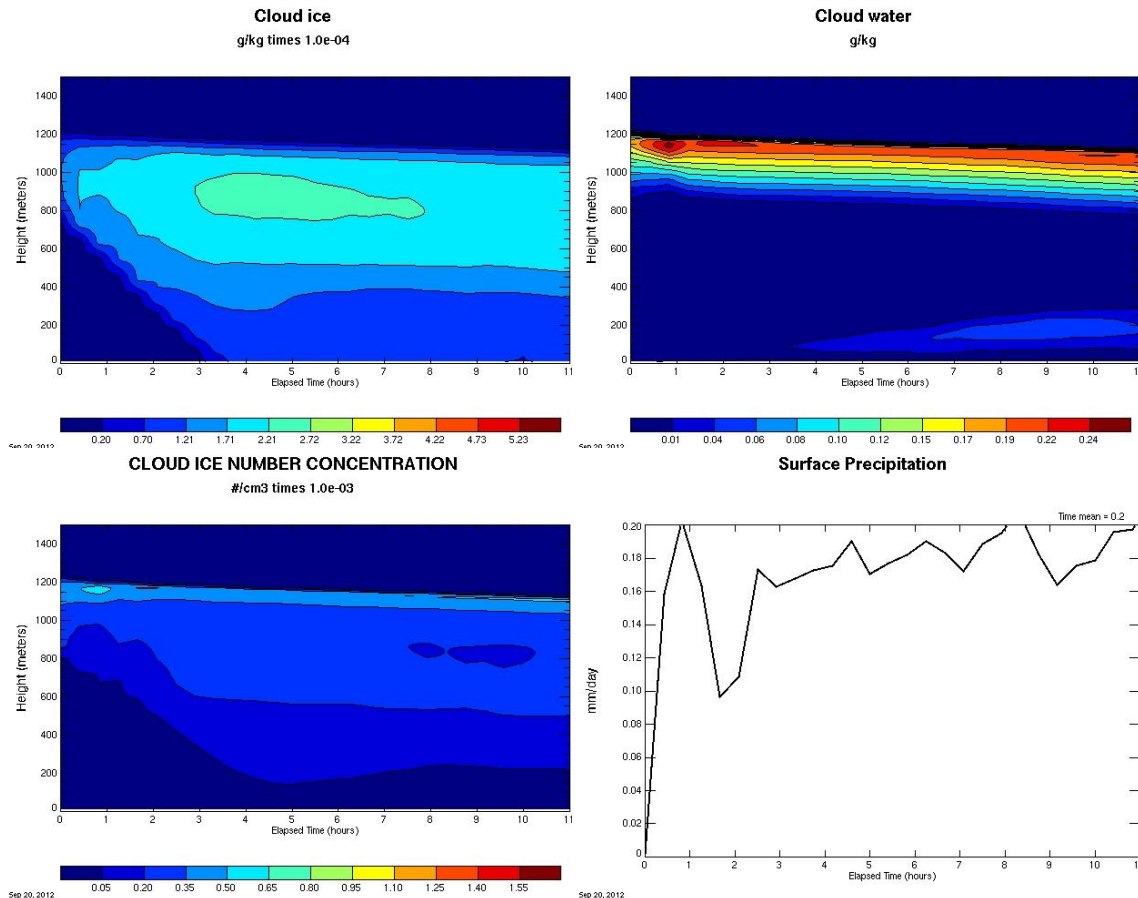 Cloud ice
g/kg times 1.0e-04
Height (meters)
1400
1200
1000
800
600
400
200
0
0 1 2 3 4 5 6 7 8 9 10 11
Elapsed Time (hours)
0.20 0.70 1.21 1.71 2.21 2.72 3.22 3.72 4.22 4.73 5.23
Sep 20, 2012
Cloud water
g/kg
Height (meters)
1400
1200
1000
800
600
400
200
0
0 1 2 3 4 5 6 7 8 9 10
Elapsed Time (hours)
0.01 0.04 0.06 0.08 0.10 0.12 0.15 0.17 0.19 0.22 0.24
Sep 20, 2012
CLOUD ICE NUMBER CONCENTRATION
#/cm3 times 1.0e-03
Height (meters)
1400
1200
1000
800
600
400
200
0
0 1 2 3 4 5 6 7 8 9 10 11
Elapsed Time (hours)
0.05 0.20 0.35 0.50 0.65 0.80 0.95 1.10 1.25 1.40 1.55
Sep 20, 2012
Surface Precipitation
Time mean = 0.2
mm/day
0.20
0.18
0.16
0.14
0.12
0.10
0.08
0.06
0.04
0.02
0
0 1 2 3 4 5 6 7 8 9 10
Elapsed Time (hours)
Sep 20, 2012